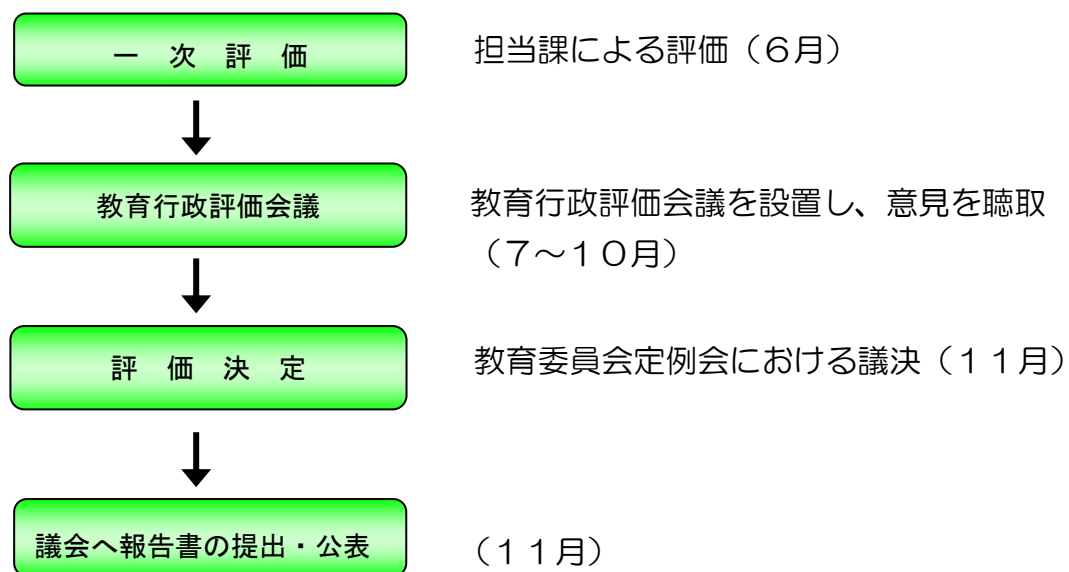 一 次 評 価
担当課による評価（６月）
教育行政評価会議
教育行政評価会議を設置し、意見を聴取
（７～１０月）
評 価 決 定
教育委員会定例会における議決（１１月）
議会へ報告書の提出・公表
（１１月）